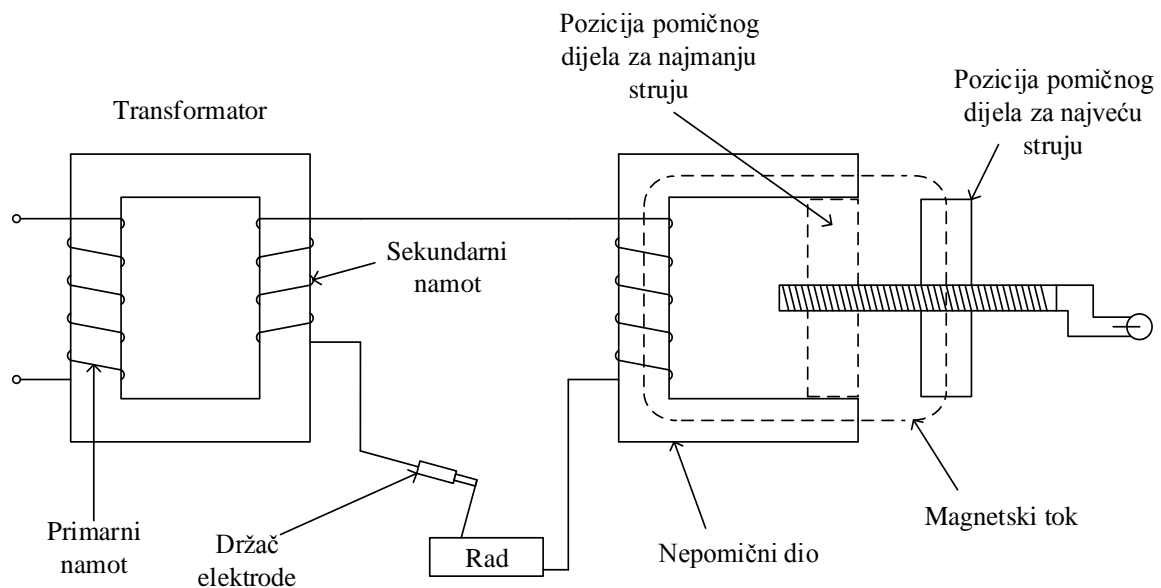 Pozicija pomičnog
dijela za najmanju
struju
Pozicija pomičnog
dijela za najveću
struju
Transformator
Sekundarni
namot
Magnetski tok
Primarni
namot
Držač
elektrode
Rad
Nepomični dio